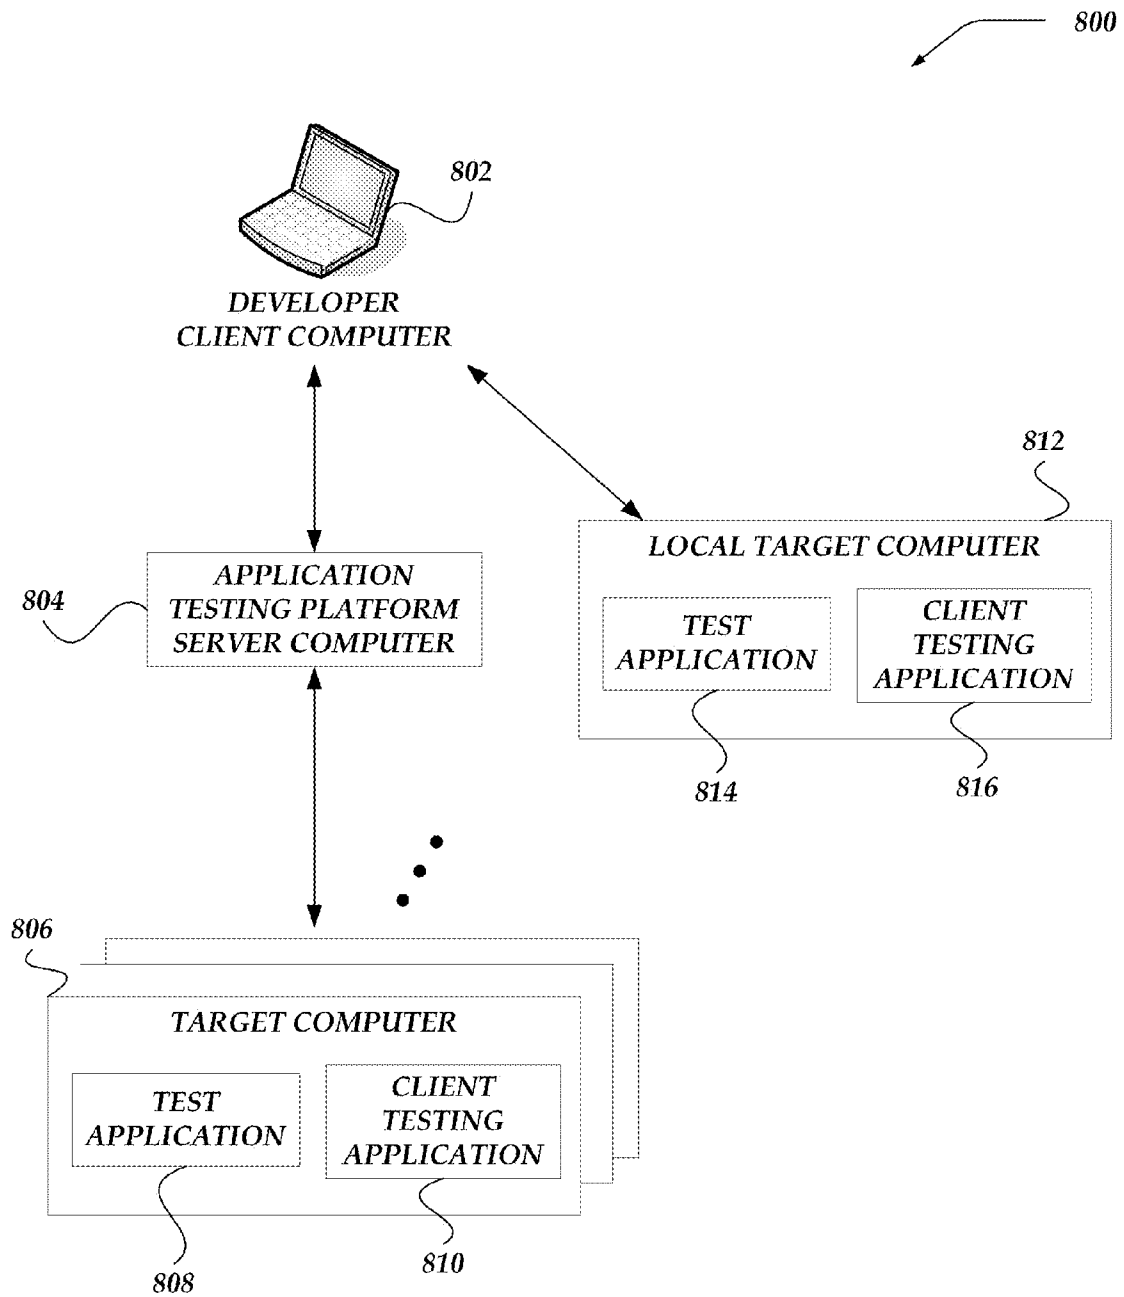 800
802
DEVELOPER
CLIENT COMPUTER
812
LOCAL TARGET COMPUTER
804
APPLICATION
TESTING PLATFORM
SERVER COMPUTER
TEST
APPLICATION
CLIENT
TESTING
APPLICATION
814
816
806
TARGET COMPUTER
TEST
APPLICATION
CLIENT
TESTING
APPLICATION
808
810